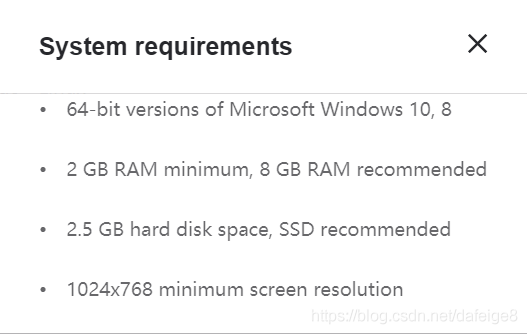 System requirements
• 64-bit versions of Microsoft Windows 10, 8
• 2 GB RAM minimum, 8 GB RAM recommended
• 2.5 GB hard disk space, SSD recommended
• 1024x768 minimum screen resolution
https://blog.csdn.net/dafeige8